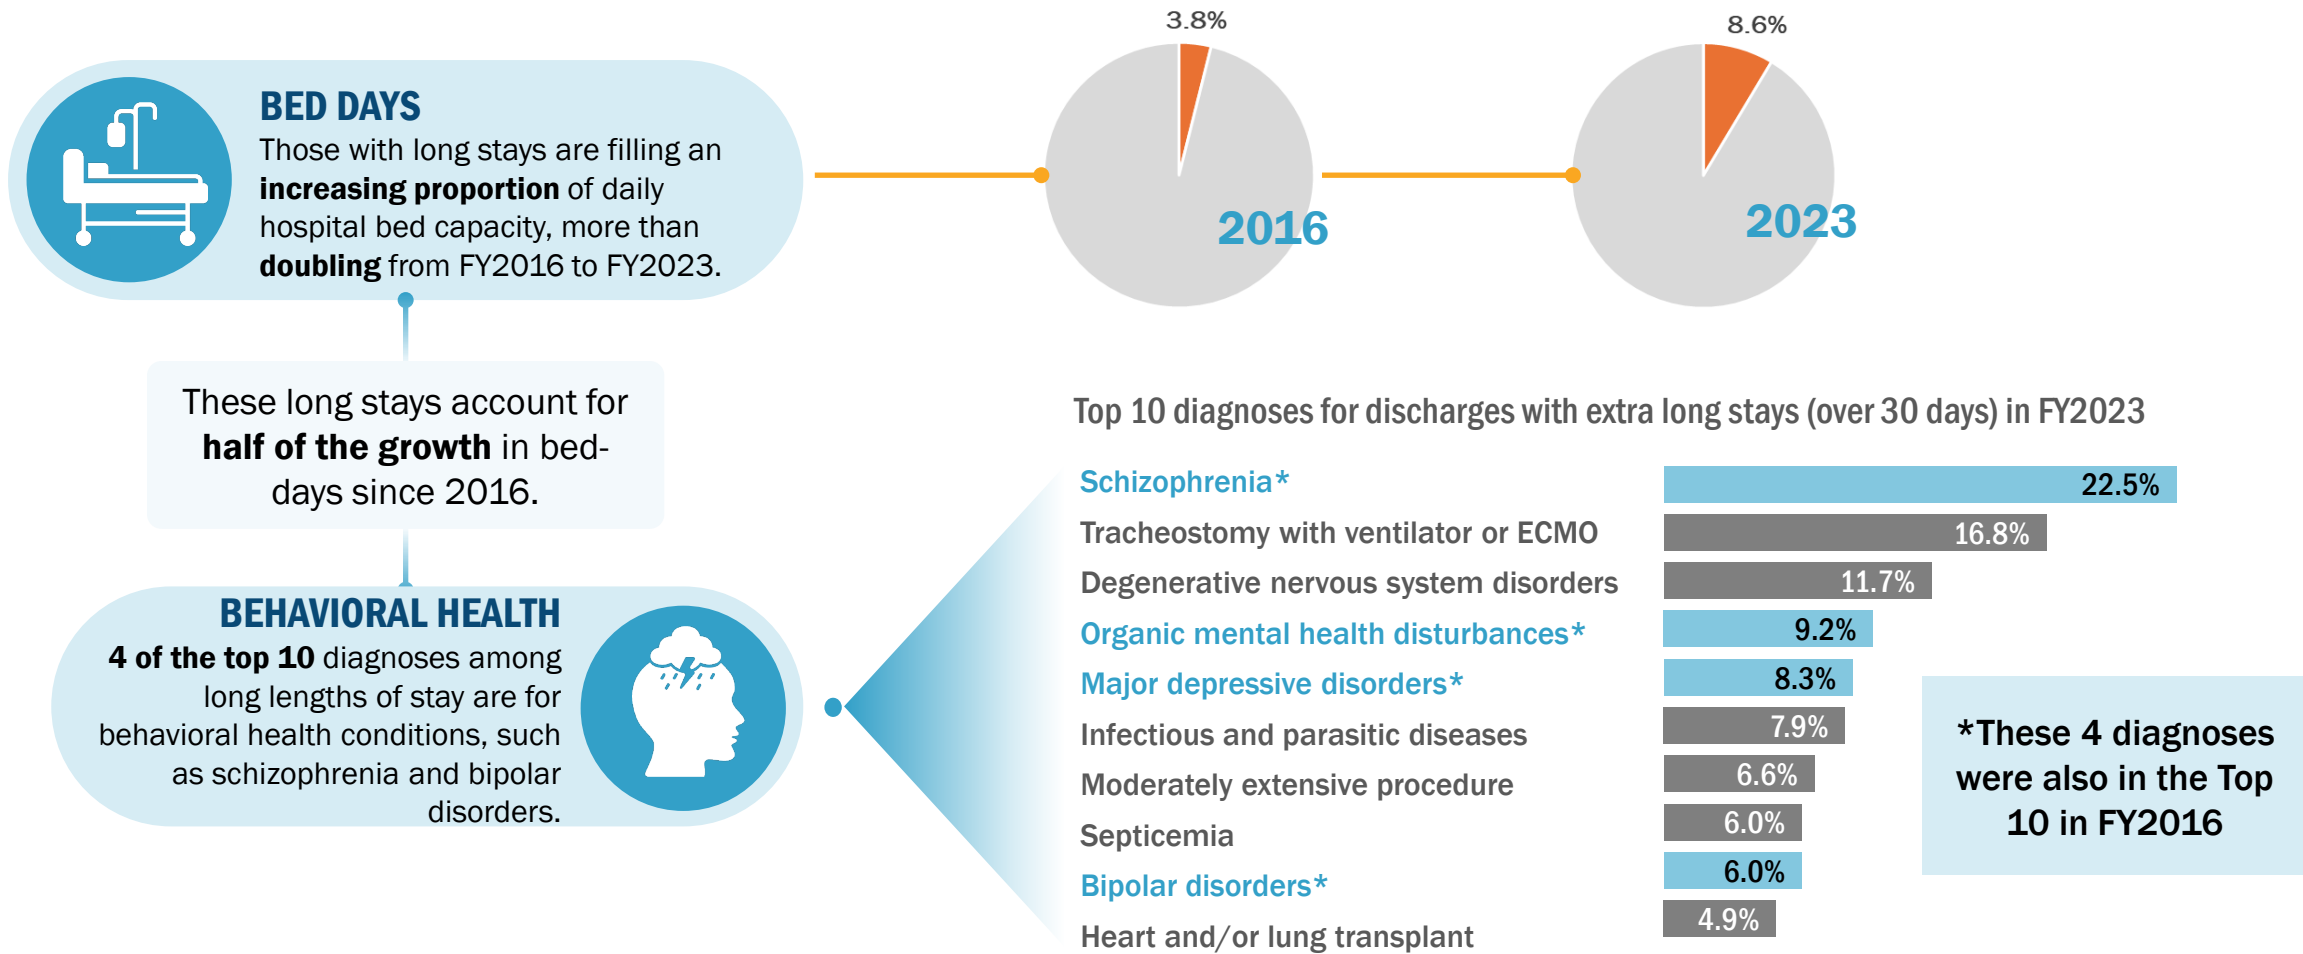 3.8%
8.6%
BED DAYS
Those with long stays are filling an
increasing proportion of daily
hospital bed capacity, more than
doubling from FY2016 to FY2023.
2016
2023
These long stays account for
half of the growth in bed-
days since 2016.
BEHAVIORAL HEALTH
4 of the top 10 diagnoses among
long lengths of stay are for
behavioral health conditions, such
as schizophrenia and bipolar
disorders.
Top 10 diagnoses for discharges with extra long stays (over 30 days) in FY2023
Schizophrenia* 22.5%
Tracheostomy with ventilator or ECMO 16.8%
Degenerative nervous system disorders 11.7%
Organic mental health disturbances* 9.2%
Major depressive disorders* 8.3%
Infectious and parasitic diseases 7.9%
Moderately extensive procedure 6.6%
Septicemia 6.0%
Bipolar disorders* 6.0%
Heart and/or lung transplant 4.9%
*These 4 diagnoses
were also in the Top
10 in FY2016